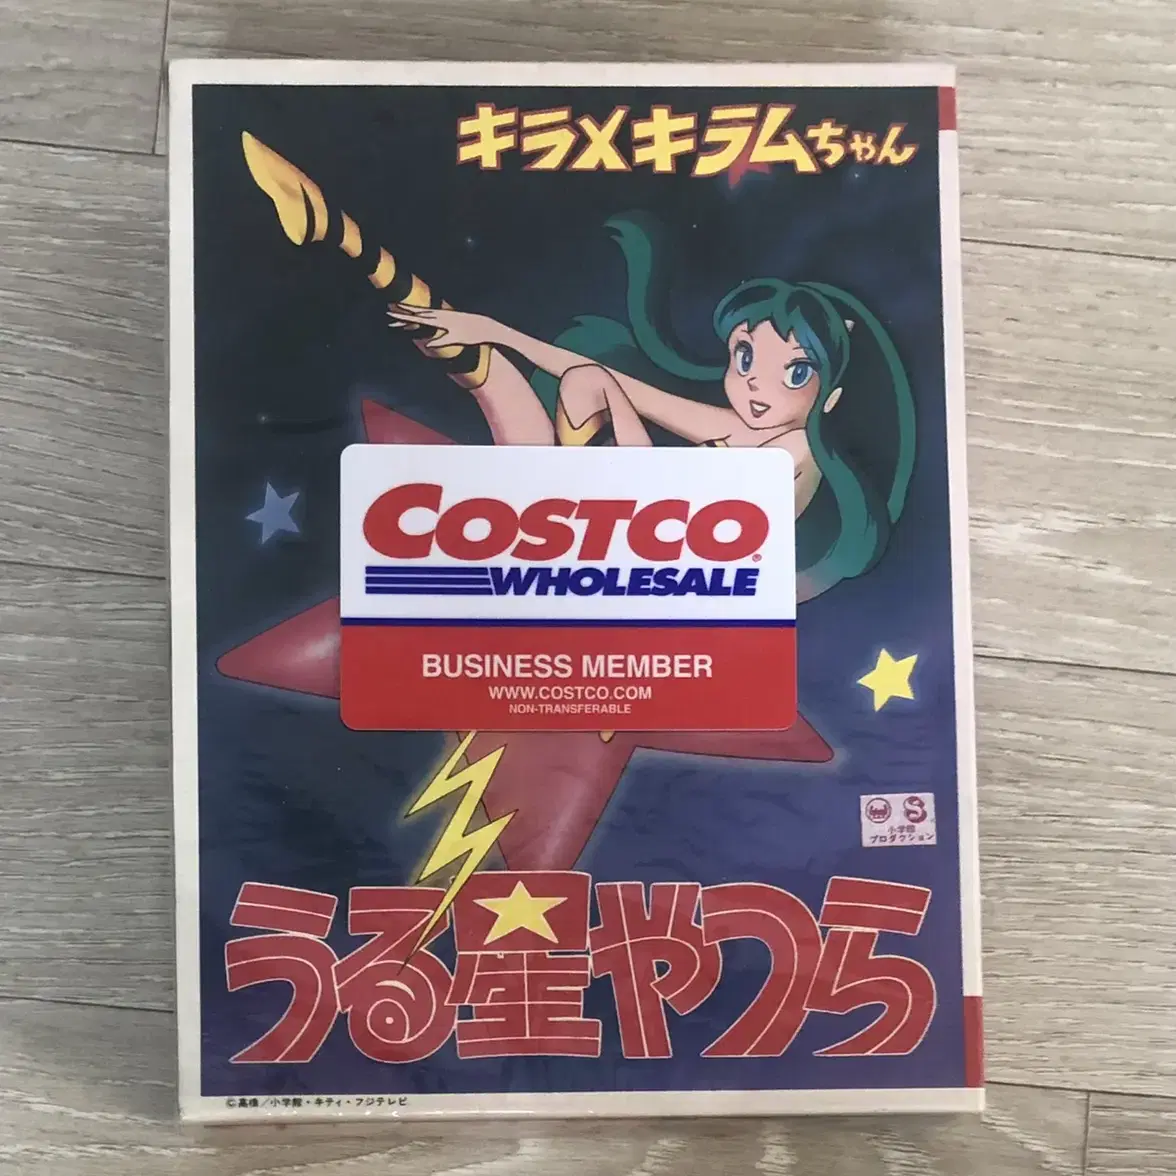 キラメキラムちゃん
COSTCO®
WHOLESALE
BUSINESS MEMBER
WWW.COSTCO.COM
NON-TRANSFERABLE
S
小学館
プロダクション
うる星やつら
©高橋/小学館・キティ・フジテレビ